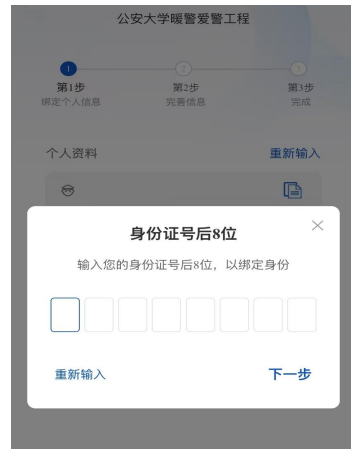 公安大学暖警爱警工程
1 2 3
第1步 第2步 第3步
绑定个人信息 完善信息 完成
个人资料 重新输入
身份证号后8位
输入您的身份证号后8位，以绑定身份
重新输入 下一步